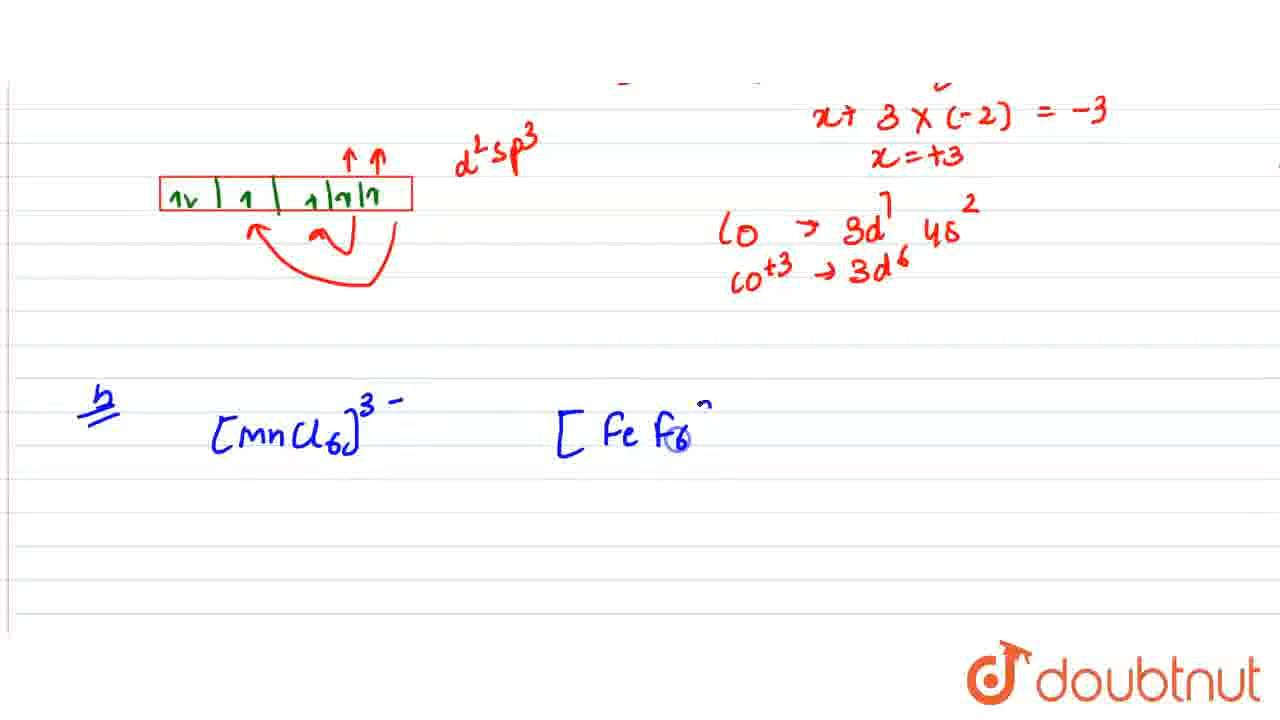 x + 3 × (-2) = -3
x = +3
d²sp³
Co → 3d⁷ 4s²
Co⁺³ → 3d⁶
b
[MnCl₆]³⁻ [FeF₆
doubtnut